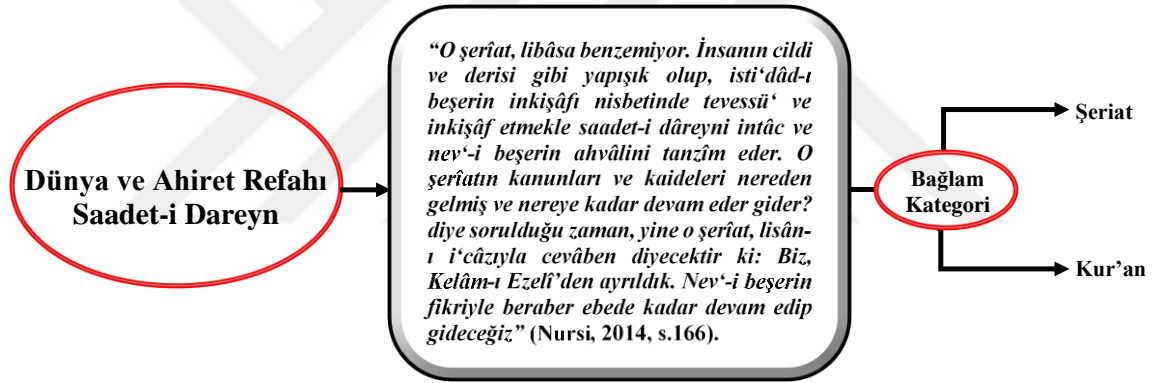 Dünya ve Ahiret Refahı
Saadet-i Dareyn
“O şerîat, libâsa benzemiyor. İnsanın cildi
ve derisi gibi yapışık olup, isti‘dâd-ı
beşerin inkişâfı nisbetinde tevessü‘ ve
inkişâf etmekle saadet-i dâreyni intâc ve
nev‘-i beşerin ahvâlini tanzîm eder. O
şerîatın kanunları ve kaideleri nereden
gelmiş ve nereye kadar devam eder gider?
diye sorulduğu zaman, yine o şerîat, lisân-
ı i‘câzıyla cevâben diyecektir ki: Biz,
Kelâm-ı Ezelî’den ayrıldık. Nev‘-i beşerin
fikriyle beraber ebede kadar devam edip
gideceğiz” (Nursi, 2014, s.166).
Bağlam
Kategori
Şeriat
Kur’an